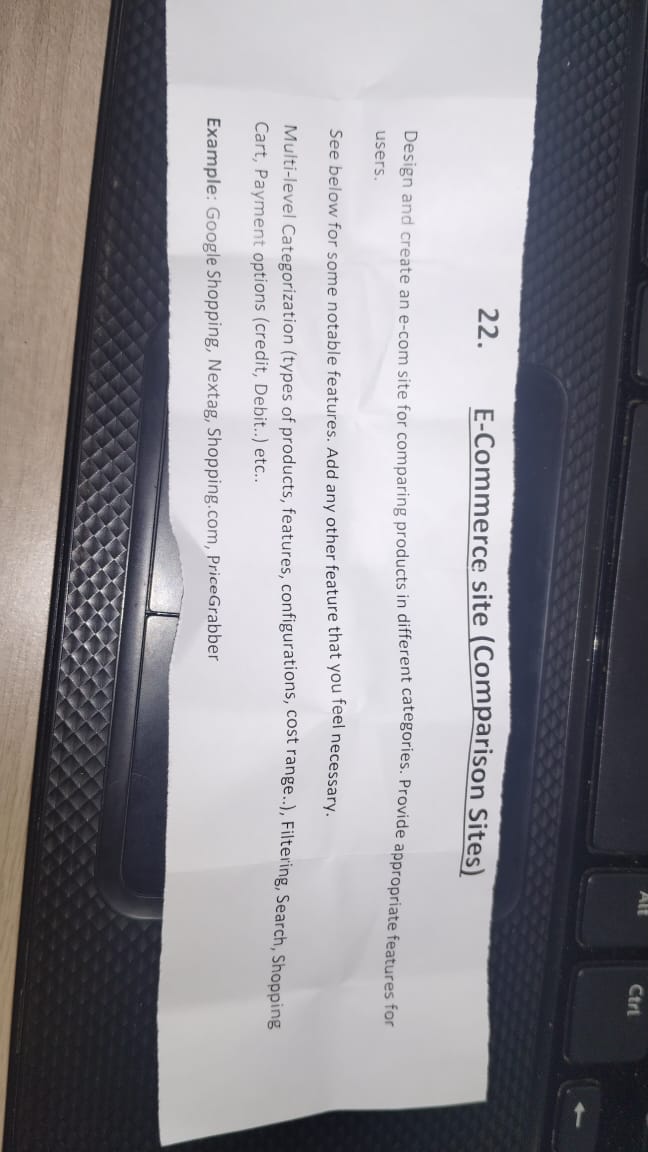 Alt
Ctrl
←
22. E-Commerce site (Comparison Sites)
Design and create an e-com site for comparing products in different categories. Provide appropriate features for
users.
See below for some notable features. Add any other feature that you feel necessary.
Multi-level Categorization (types of products, features, configurations, cost range..), Filtering, Search, Shopping
Cart, Payment options (credit, Debit..) etc..
Example: Google Shopping, Nextag, Shopping.com, PriceGrabber